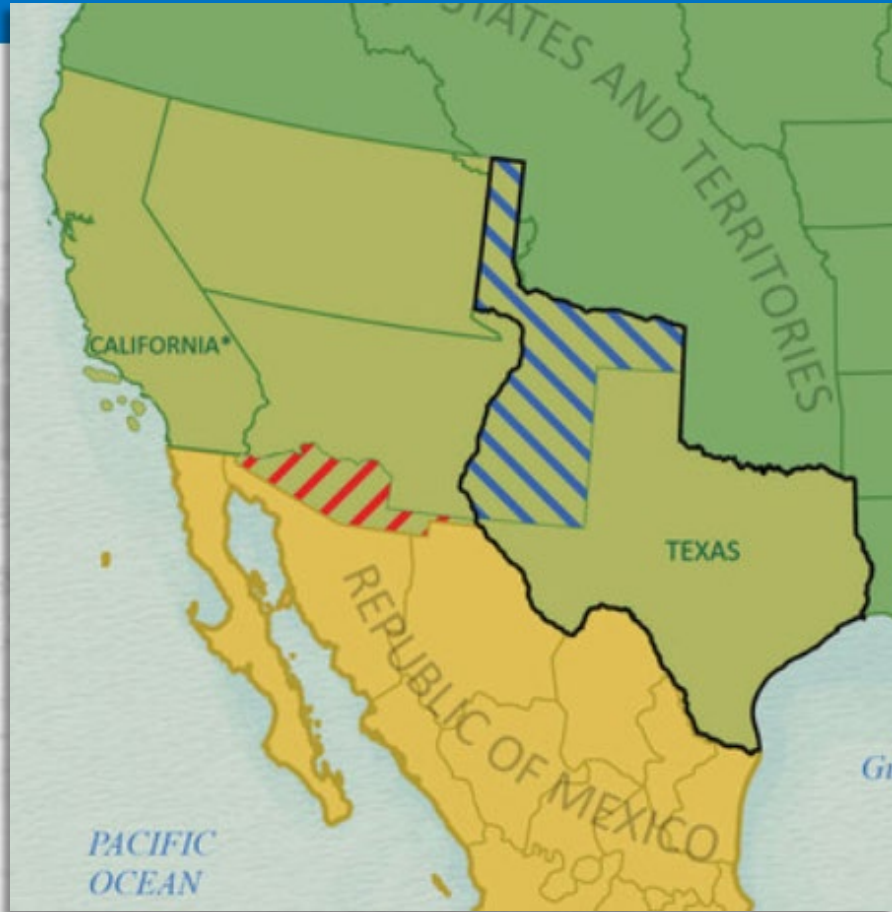 STATES AND TERRITORIES
CALIFORNIA*
TEXAS
REPUBLIC OF MEXICO
PACIFIC
OCEAN